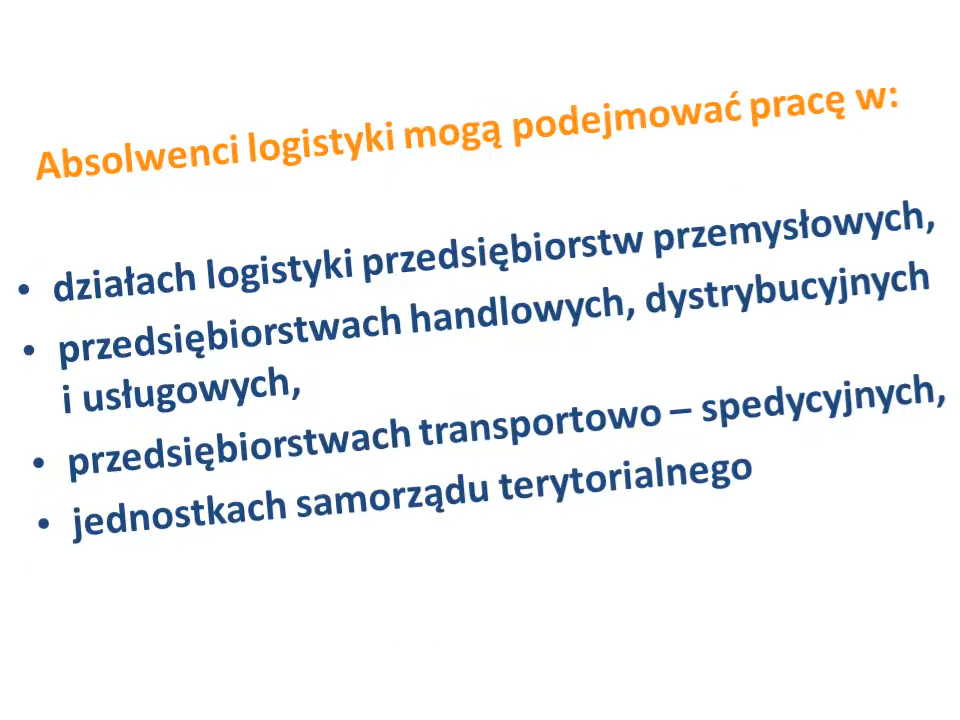 Absolwenci logistyki mogą podejmować pracę w:
• działach logistyki przedsiębiorstw przemysłowych,
• przedsiębiorstwach handlowych, dystrybucyjnych
i usługowych,
• przedsiębiorstwach transportowo – spedycyjnych,
• jednostkach samorządu terytorialnego